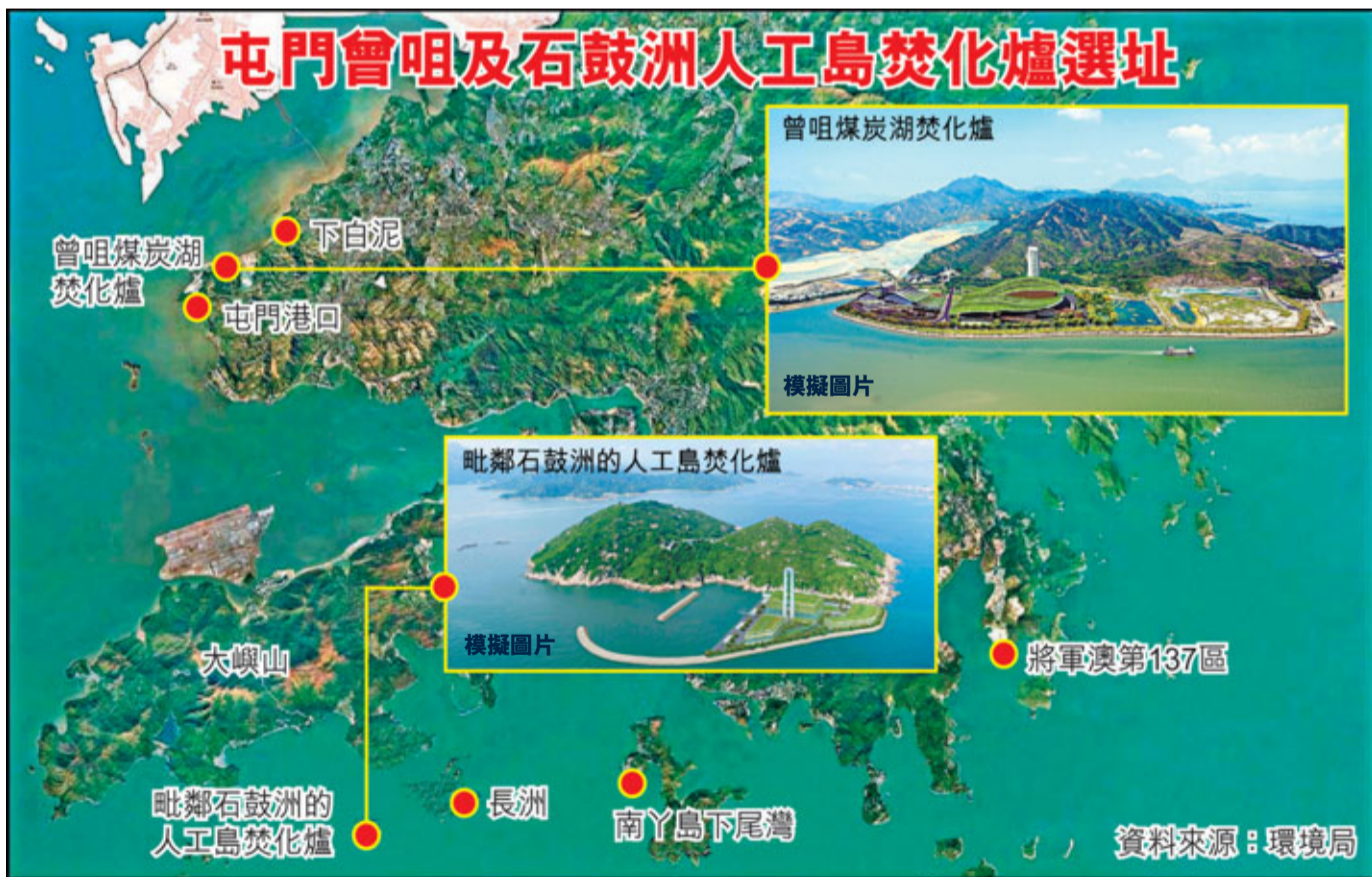 屯門曾咀及石鼓洲人工島焚化爐選址
曾咀煤炭湖焚化爐
模擬圖片
下白泥
曾咀煤炭湖
焚化爐
屯門港口
毗鄰石鼓洲的人工島焚化爐
模擬圖片
大嶼山
將軍澳第137區
毗鄰石鼓洲的
人工島焚化爐
長洲
南丫島下尾灣
資料來源：環境局